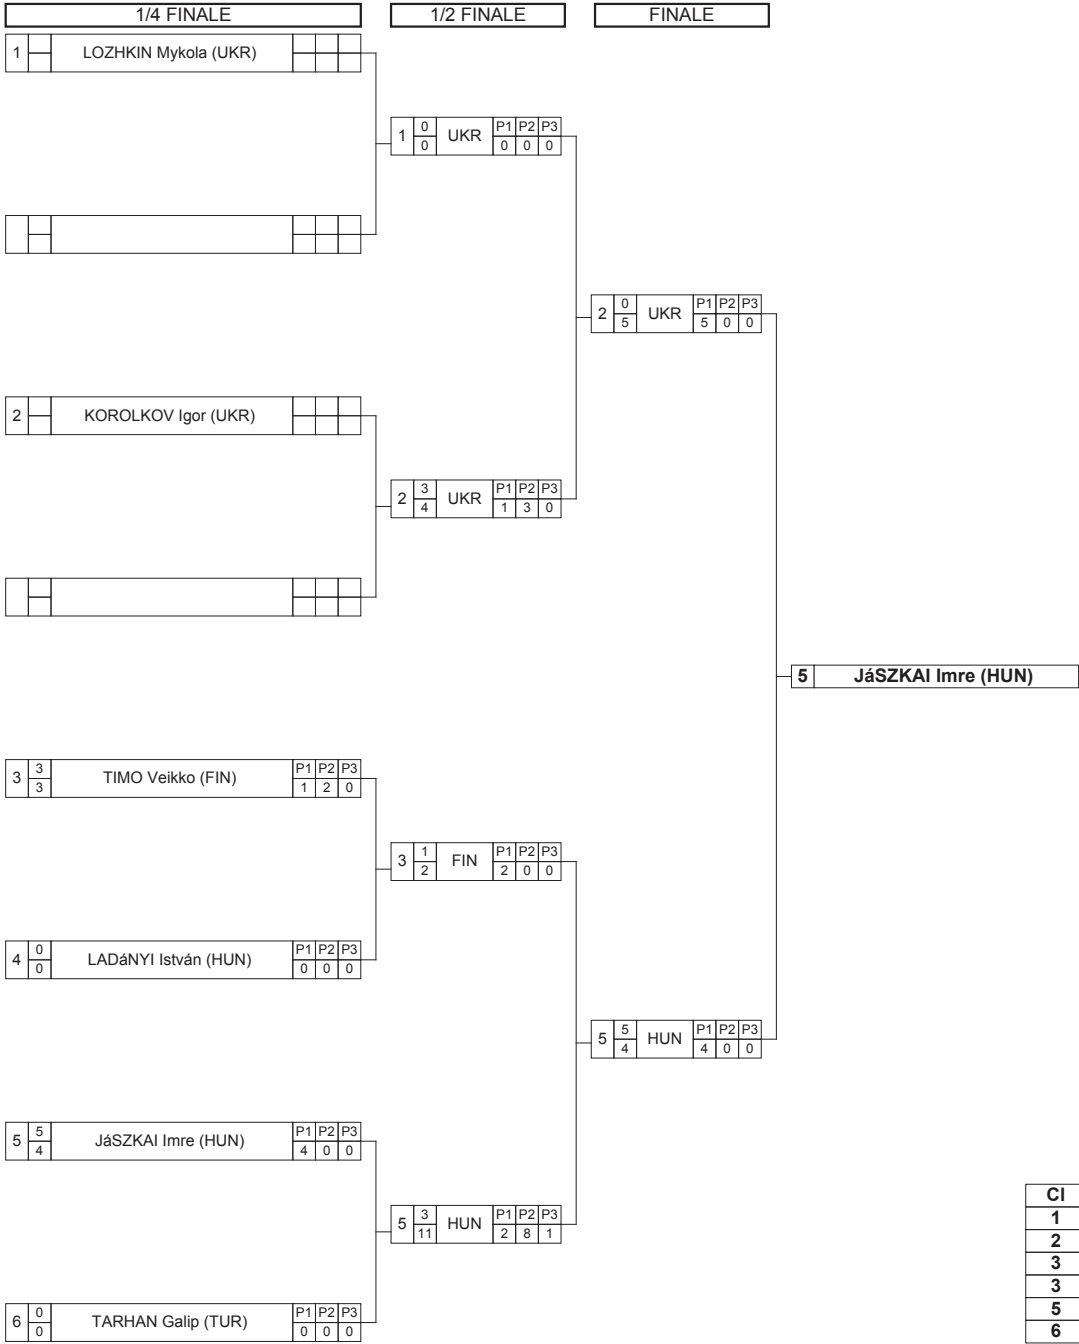 1/4 FINALE 1/2 FINALE FINALE
1 LOZHKIN Mykola (UKR)
1 0 UKR P1 P2 P3
0 0 0 0
2 0 UKR P1 P2 P3
5 5 0 0
2 KOROLKOV Igor (UKR)
2 3 UKR P1 P2 P3
4 1 3 0
5 JáSZKAI Imre (HUN)
3 3 TIMO Veikko (FIN) P1 P2 P3
3 1 2 0
3 1 FIN P1 P2 P3
2 2 0 0
4 0 LADáNYI István (HUN) P1 P2 P3
0 0 0 0
5 5 HUN P1 P2 P3
4 4 0 0
5 5 JáSZKAI Imre (HUN) P1 P2 P3
4 4 0 0
5 3 HUN P1 P2 P3
11 2 8 1
6 0 TARHAN Galip (TUR) P1 P2 P3
0 0 0 0
Cl
1
2
3
3
5
6